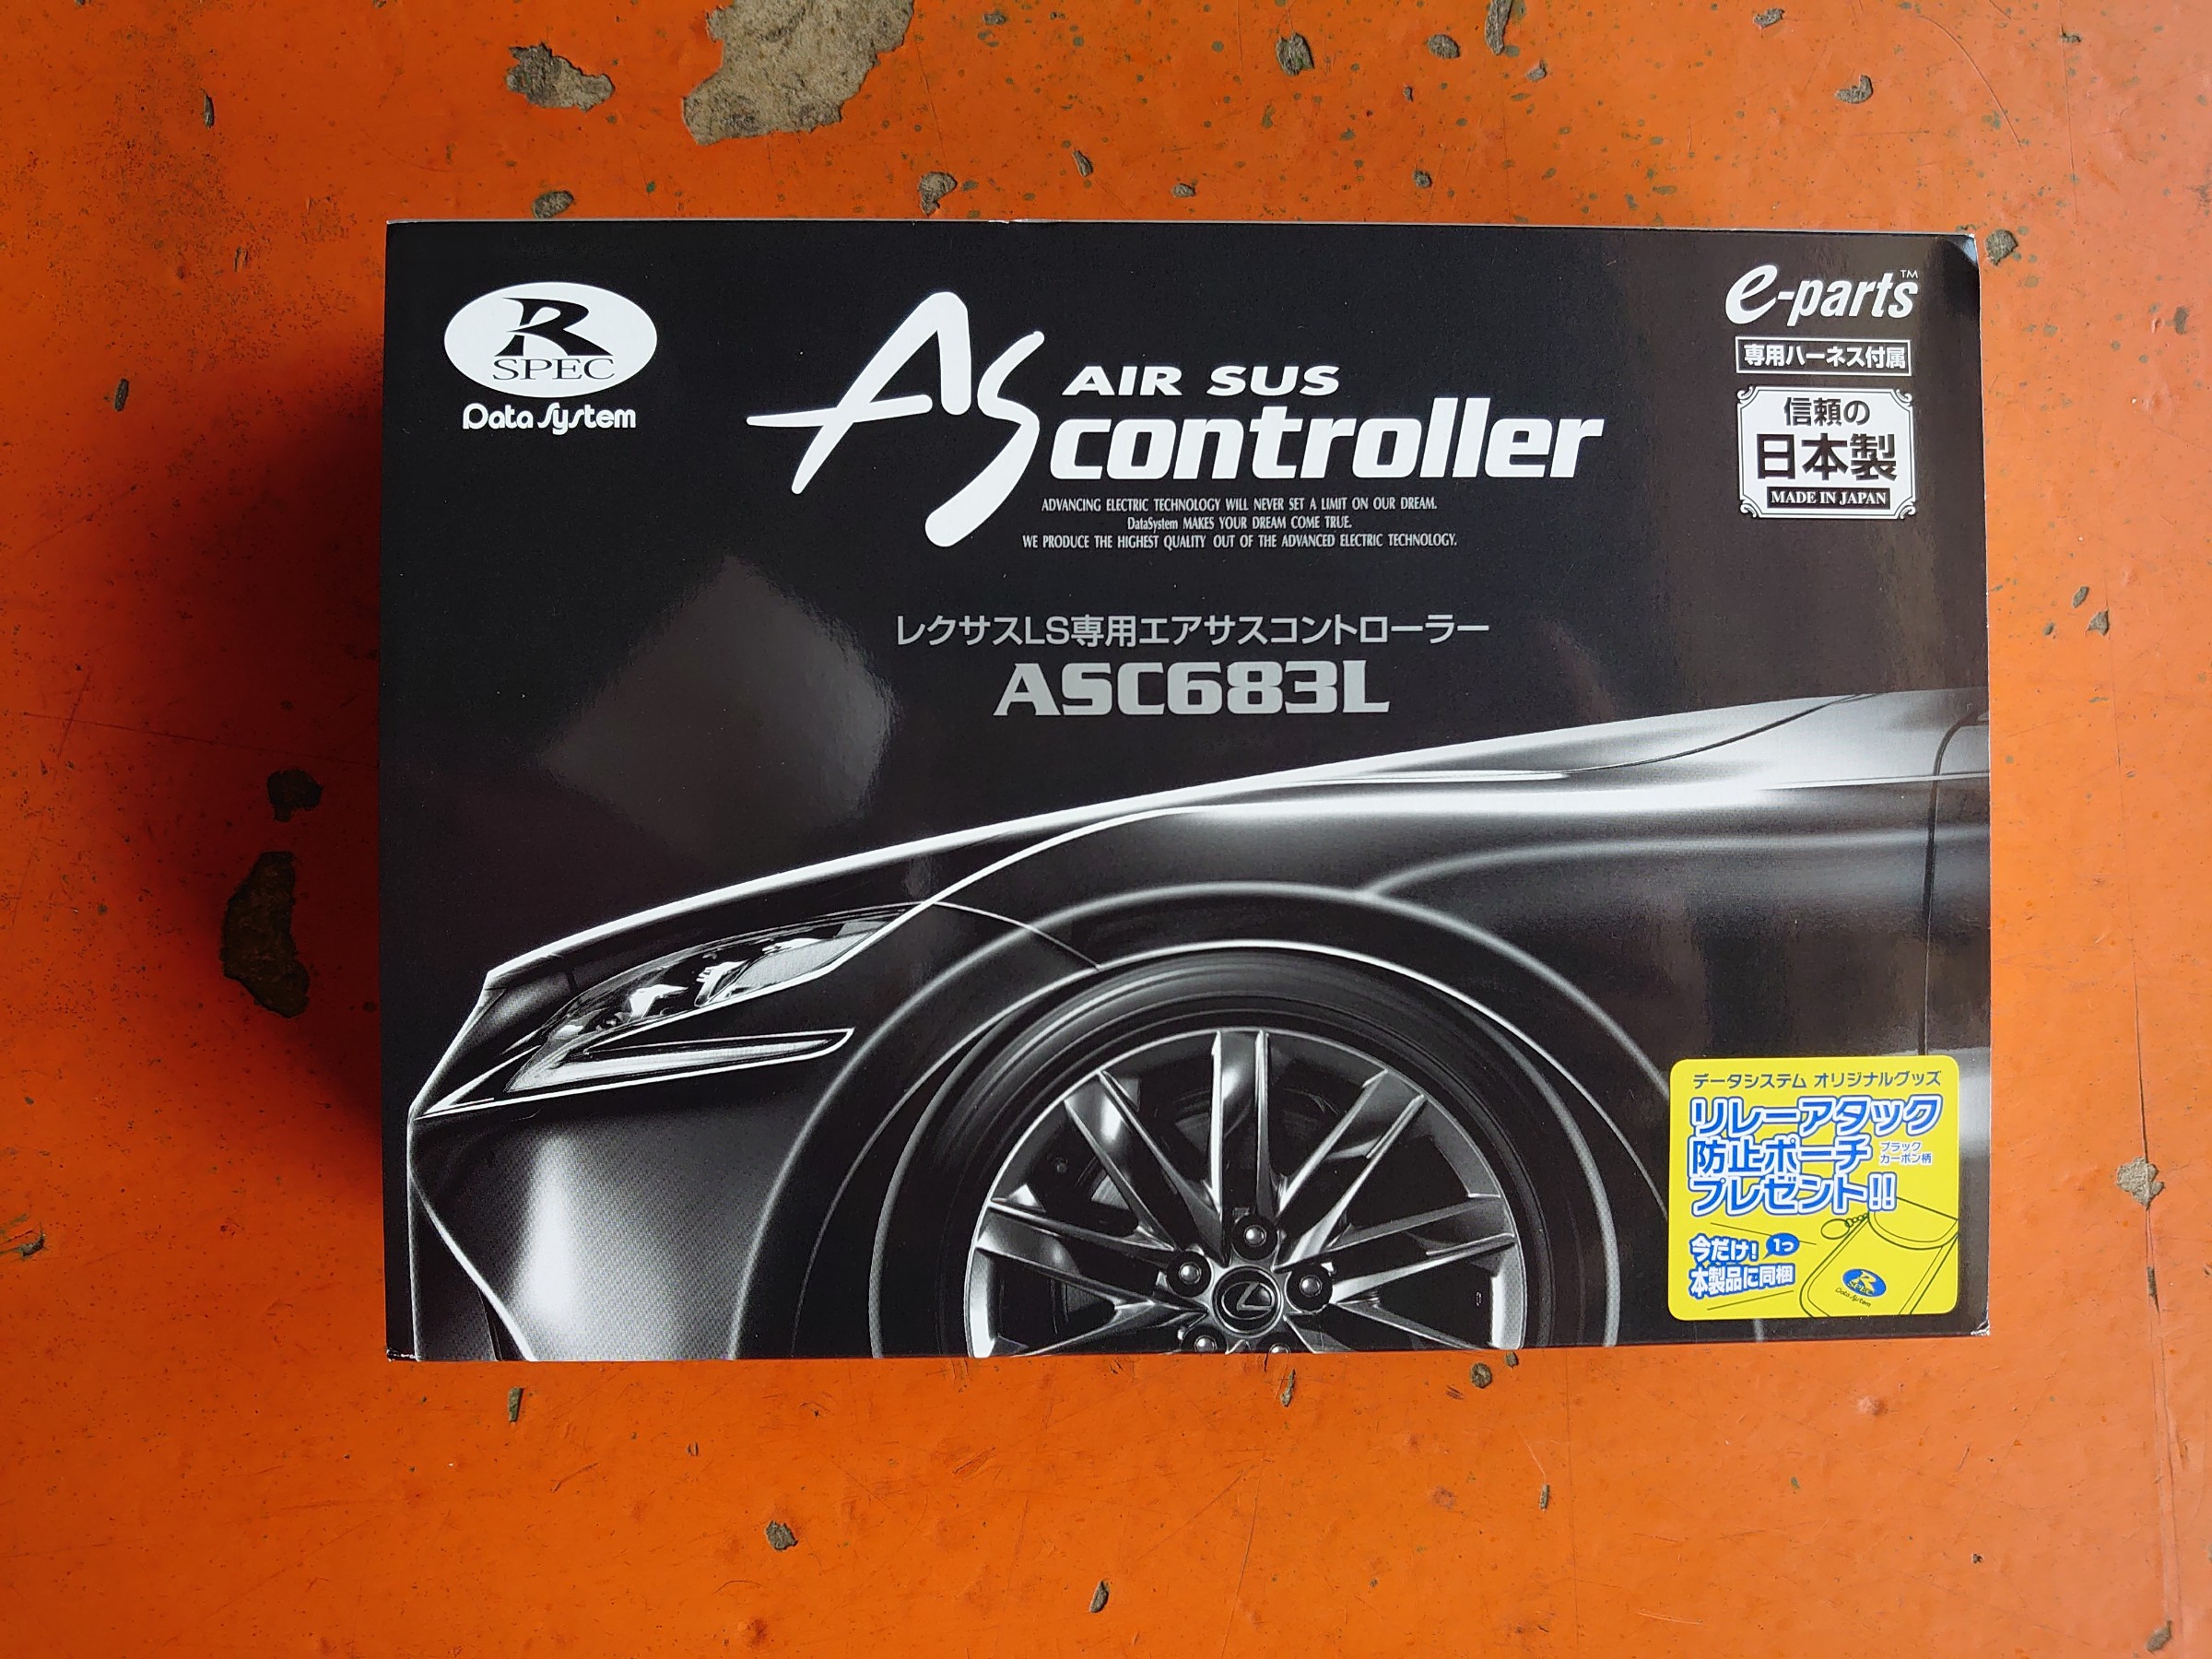 R
SPEC
Data System
AS
AIR SUS
controller
ADVANCING ELECTRIC TECHNOLOGY WILL NEVER SET A LIMIT ON OUR DREAM.
DataSystem MAKES YOUR DREAM COME TRUE.
WE PRODUCE THE HIGHEST QUALITY OUT OF THE ADVANCED ELECTRIC TECHNOLOGY.
e-parts™
専用ハーネス付属
信頼の
日本製
MADE IN JAPAN
レクサスLS専用エアサスコントローラー
ASC683L
データシステム オリジナルグッズ
リレーアタック
防止ポーチ ブラックカーボン柄
プレゼント!!
今だけ! 1つ
本製品に同梱
R
SPEC
Data System